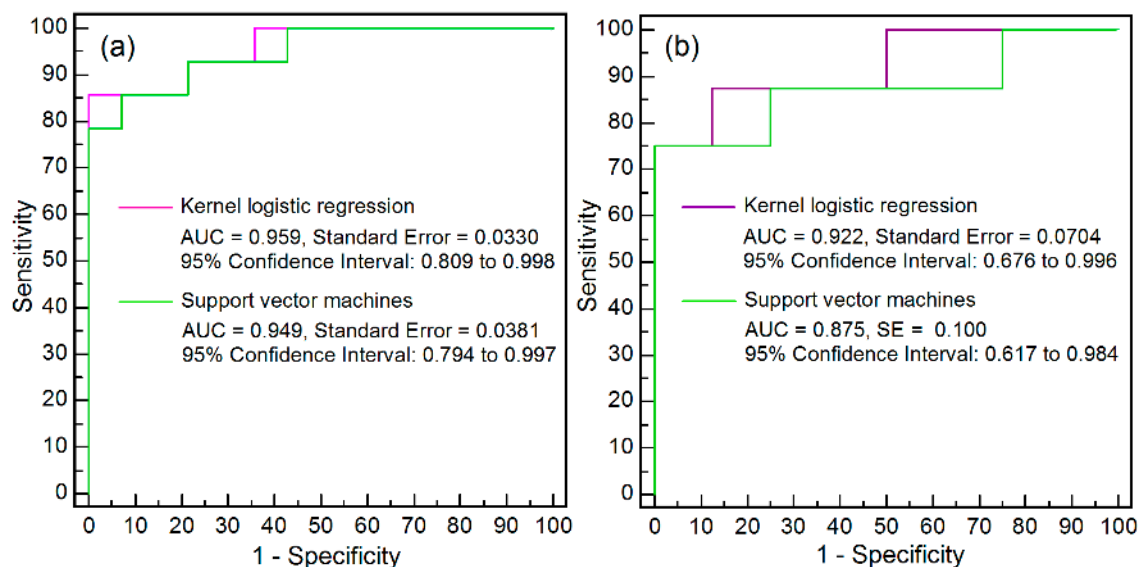 (a)
Sensitivity
100
90
80
70
60
50
40
30
20
10
0
Kernel logistic regression
AUC = 0.959, Standard Error = 0.0330
95% Confidence Interval: 0.809 to 0.998
Support vector machines
AUC = 0.949, Standard Error = 0.0381
95% Confidence Interval: 0.794 to 0.997
0 10 20 30 40 50 60 70 80 90 100
1 - Specificity
(b)
Sensitivity
100
90
80
70
60
50
40
30
20
10
0
Kernel logistic regression
AUC = 0.922, Standard Error = 0.0704
95% Confidence Interval: 0.676 to 0.996
Support vector machines
AUC = 0.875, SE = 0.100
95% Confidence Interval: 0.617 to 0.984
0 10 20 30 40 50 60 70 80 90 100
1 - Specificity